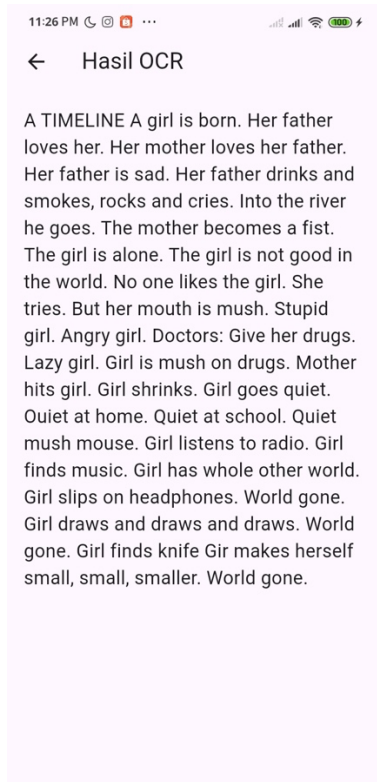 11:26 PM
100
Hasil OCR
A TIMELINE A girl is born. Her father
loves her. Her mother loves her father.
Her father is sad. Her father drinks and
smokes, rocks and cries. Into the river
he goes. The mother becomes a fist.
The girl is alone. The girl is not good in
the world. No one likes the girl. She
tries. But her mouth is mush. Stupid
girl. Angry girl. Doctors: Give her drugs.
Lazy girl. Girl is mush on drugs. Mother
hits girl. Girl shrinks. Girl goes quiet.
Ouiet at home. Quiet at school. Quiet
mush mouse. Girl listens to radio. Girl
finds music. Girl has whole other world.
Girl slips on headphones. World gone.
Girl draws and draws and draws. World
gone. Girl finds knife Gir makes herself
small, small, smaller. World gone.